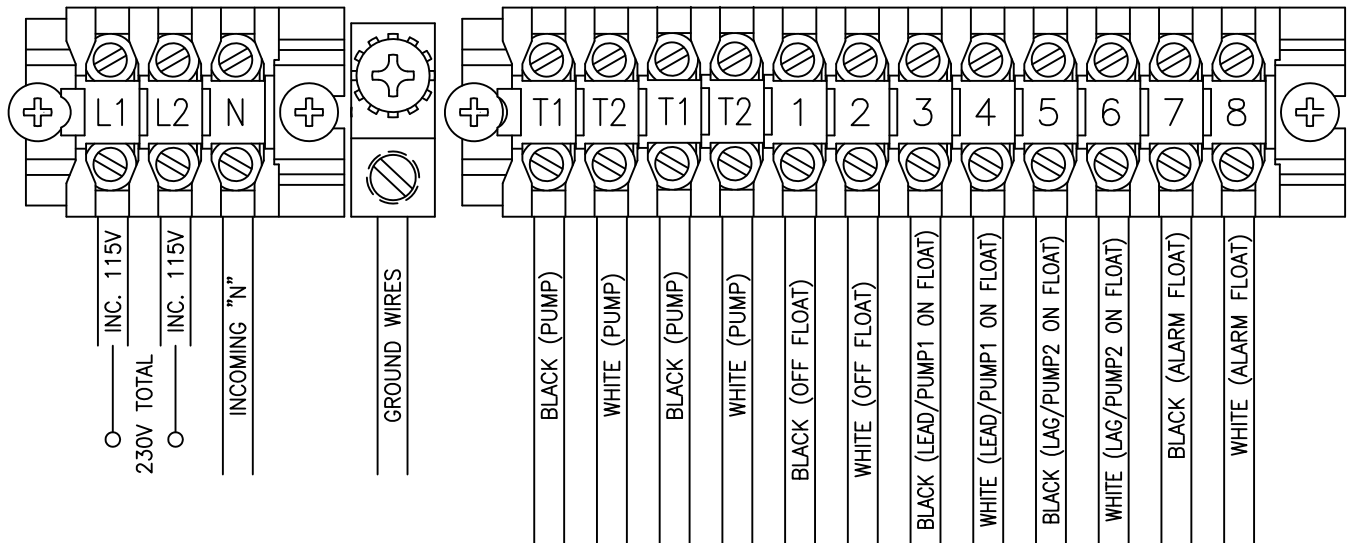 L1 L2 N
T1 T2 T1 T2 1 2 3 4 5 6 7 8
INC. 115V
INC. 115V
230V TOTAL
INCOMING "N"
GROUND WIRES
BLACK (PUMP)
WHITE (PUMP)
BLACK (PUMP)
WHITE (PUMP)
BLACK (OFF FLOAT)
WHITE (OFF FLOAT)
BLACK (LEAD/PUMP1 ON FLOAT)
WHITE (LEAD/PUMP1 ON FLOAT)
BLACK (LAG/PUMP2 ON FLOAT)
WHITE (LAG/PUMP2 ON FLOAT)
BLACK (ALARM FLOAT)
WHITE (ALARM FLOAT)